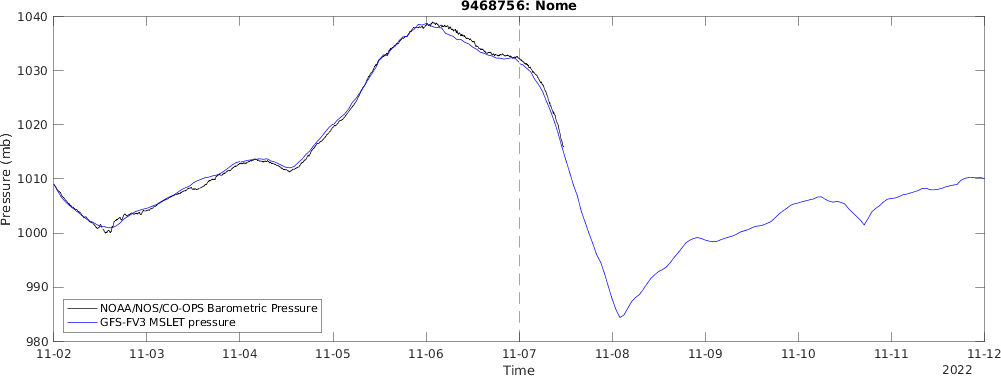 9468756: Nome
1040
1030
1020
1010
1000
990
980
Pressure (mb)
NOAA/NOS/CO-OPS Barometric Pressure
GFS-FV3 MSLET pressure
11-02 11-03 11-04 11-05 11-06 11-07 11-08 11-09 11-10 11-11 11-12
Time
2022